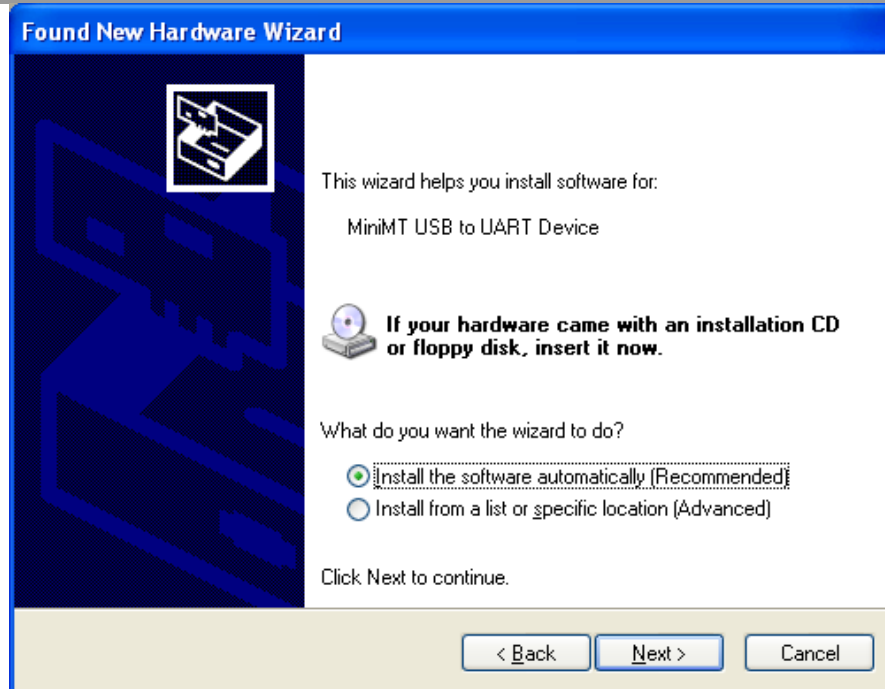 Found New Hardware Wizard
This wizard helps you install software for:
MiniMT USB to UART Device
If your hardware came with an installation CD
or floppy disk, insert it now.
What do you want the wizard to do?
Install the software automatically (Recommended)
Install from a list or specific location (Advanced)
Click Next to continue.
< Back Next > Cancel